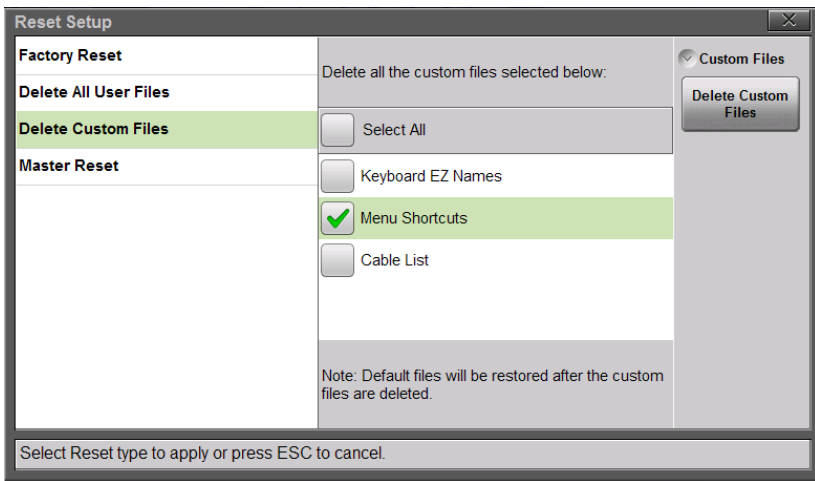 Reset Setup
Factory Reset
Delete All User Files
Delete Custom Files
Master Reset
Delete all the custom files selected below:
Select All
Keyboard EZ Names
Menu Shortcuts
Cable List
Note: Default files will be restored after the custom
files are deleted.
Custom Files
Delete Custom
Files
Select Reset type to apply or press ESC to cancel.